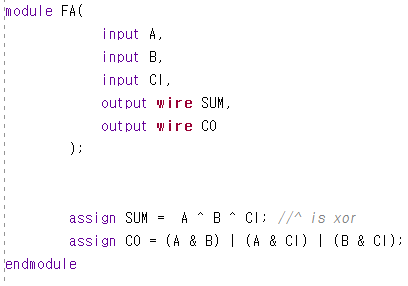 module FA(
input A,
input B,
input CI,
output wire SUM,
output wire CO
);
assign SUM = A ^ B ^ CI; //^ is xor
assign CO = (A & B) | (A & CI) | (B & CI);
endmodule